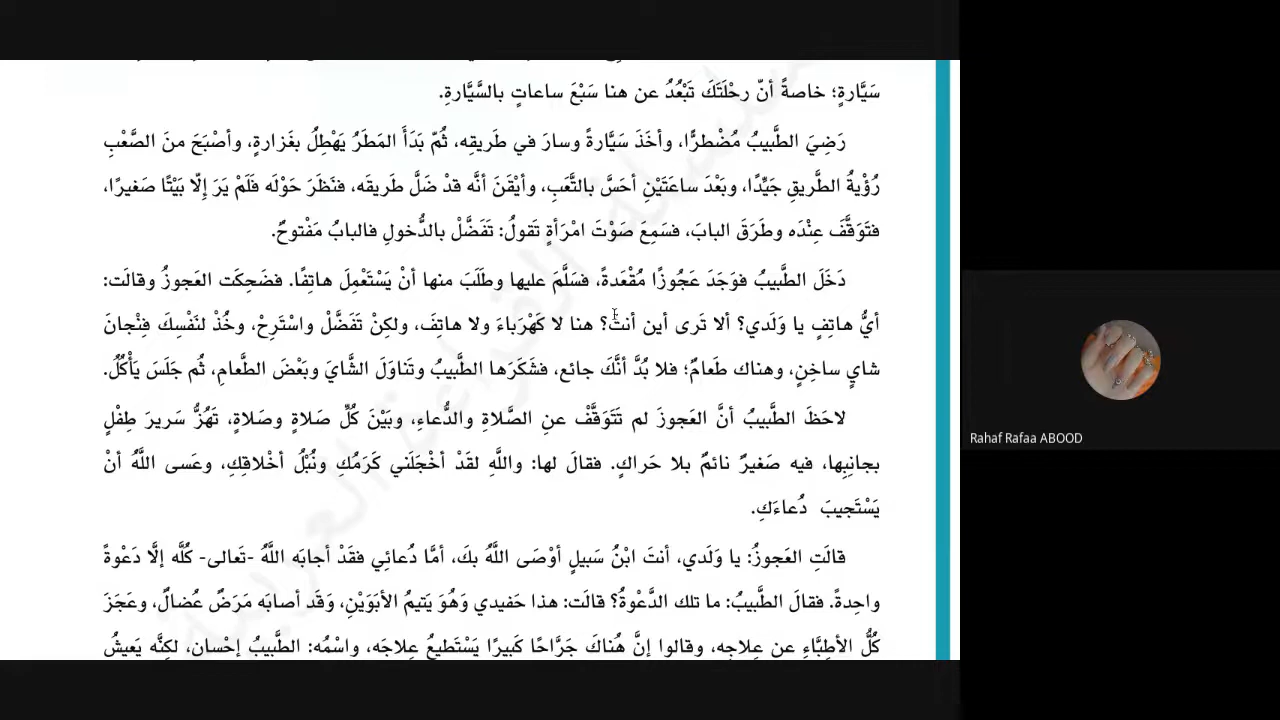 سَيَّارةٍ؛ خاصةً أنّ رحْلَتَكَ تَبْعُدُ عن هنا سَبْعَ ساعاتٍ بالسَّيَّارةِ.
رَضِيَ الطَّبيبُ مُضْطرًّا، وأخَذَ سَيَّارةً وسارَ في طَريقِه، ثُمّ بَدَأَ المَطَرُ يَهْطِلُ بغَزارةٍ، وأصْبَحَ منَ الصَّعْبِ
رُؤْيةُ الطَّريقِ جَيِّدًا، وبَعْدَ ساعَتَيْنِ أحَسَّ بالتَّعَبِ، وأيْقَنَ أنَّه قدْ ضَلَّ طَريقَه، فنَظَرَ حَوْلَه فَلَمْ يَرَ إلّا بَيْتًا صَغيرًا،
فتَوَقَّفَ عِنْدَه وطَرَقَ البابَ، فسَمِعَ صَوْتَ امْرَأةٍ تَقولُ: تَفَضَّلْ بالدُّخولِ فالبابُ مَفْتوحٌ.
دَخَلَ الطَّبيبُ فوَجَدَ عَجُوزًا مُقْعَدةً، فسَلَّمَ عليها وطَلَبَ منها أنْ يَسْتَعْمِلَ هاتِفًا. فضَحِكَت العَجوزُ وقالَت:
أيُّ هاتِفٍ يا وَلَدي؟ ألا تَرى أين أنتَ؟ هنا لا كَهْرَباءَ ولا هاتِفَ، ولكِنْ تَفَضَّلْ واسْتَرِحْ، وخُذْ لنَفْسِكَ فِنْجانَ
شايٍ ساخِنٍ، وهناك طَعامٌ؛ فلا بُدَّ أنَّكَ جائع، فشَكَرَها الطَّبيبُ وتَناوَلَ الشَّايَ وبَعْضَ الطَّعامِ، ثُم جَلَسَ يَأْكُلُ.
لاحَظَ الطَّبيبُ أنَّ العَجوزَ لم تَتَوَقَّفْ عنِ الصَّلاةِ والدُّعاءِ، وبَيْنَ كُلِّ صَلاةٍ وصَلاةٍ، تَهُزُّ سَريرَ طِفْلٍ
بجانِبِها، فيه صَغيرٌ نائمٌ بلا حَراكٍ. فقالَ لها: واللَّهِ لقَدْ أخْجَلَني كَرَمُكِ ونُبْلُ أخْلاقِكِ، وعَسى اللَّهُ أنْ
يَسْتَجيبَ دُعاءَكِ.
قالَتِ العَجوزُ: يا وَلَدي، أنتَ ابْنُ سَبيلٍ أوْصَى اللَّهُ بكَ، أمَّا دُعائِي فقَدْ أجابَه اللَّهُ -تَعالى- كُلَّه إلَّا دَعْوةً
واحِدةً. فقالَ الطَّبيبُ: ما تلك الدَّعْوةُ؟ قالَت: هذا حَفيدي وَهُوَ يَتيمُ الأبَوَيْنِ، وَقَد أصابَه مَرَضٌ عُضالٌ، وعَجَزَ
كُلُّ الأطِبَّاءِ عن عِلاجِه، وقالوا إنَّ هُناكَ جَرَّاحًا كَبيرًا يَسْتَطيعُ عِلاجَه، واسْمُه: الطَّبيبُ إحْسان، لكِنَّه يَعيشُ
Rahaf Rafaa ABOOD